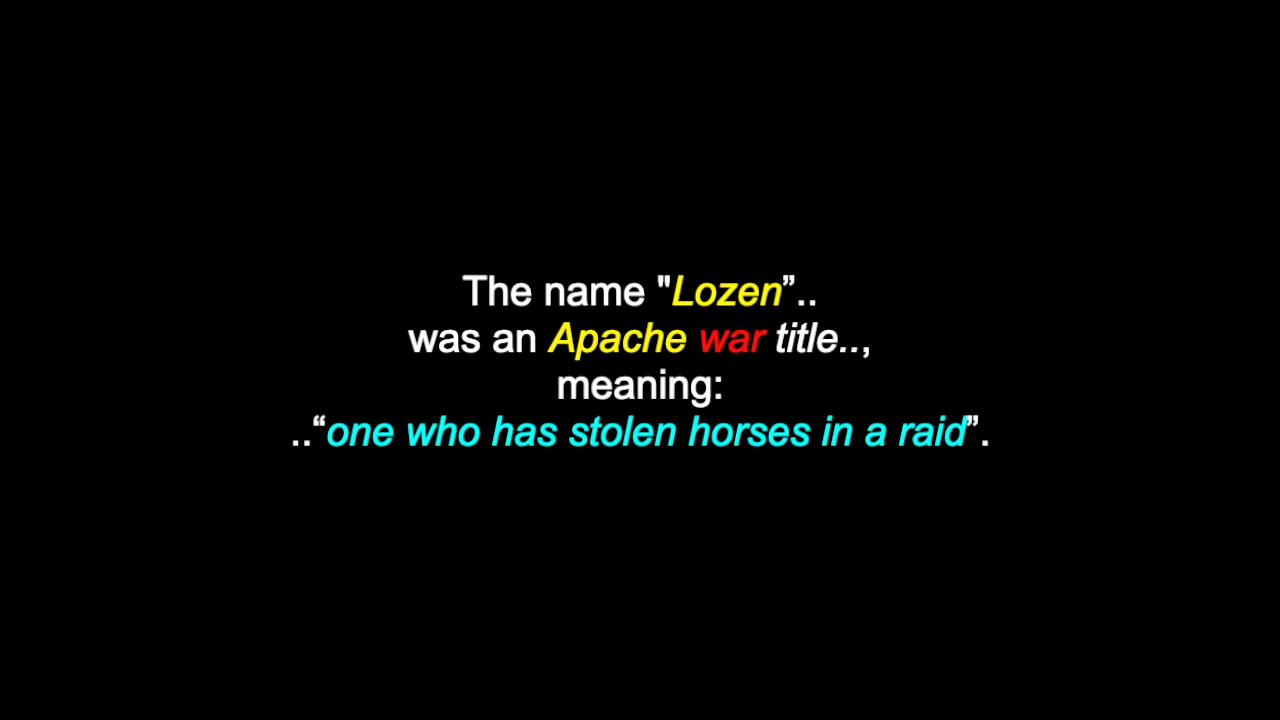 The name "Lozen”..
was an Apache war title..,
meaning:
..“one who has stolen horses in a raid”.